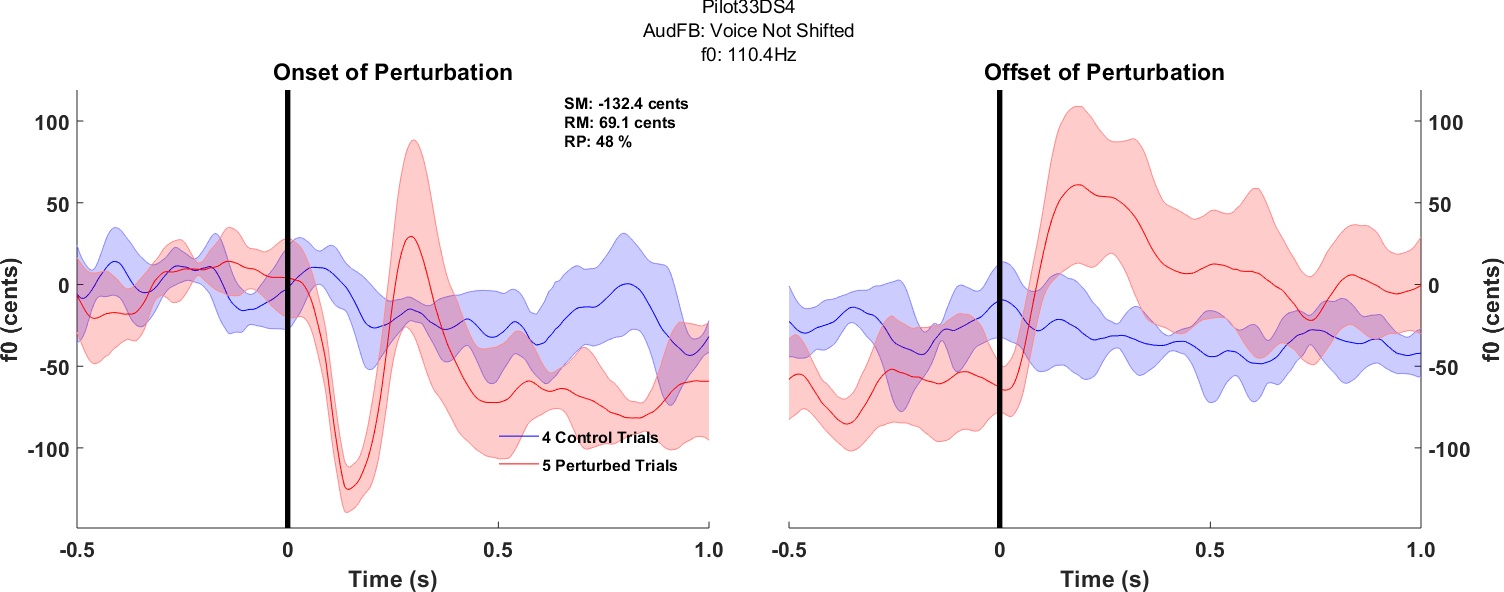 Pilot33DS4
AudFB: Voice Not Shifted
f0: 110.4Hz
Onset of Perturbation
SM: -132.4 cents
RM: 69.1 cents
RP: 48 %
100
50
0
-50
-100
f0 (cents)
4 Control Trials
5 Perturbed Trials
-0.5
0
0.5
1.0
Time (s)
Offset of Perturbation
100
50
0
-50
-100
f0 (cents)
-0.5
0
0.5
1.0
Time (s)